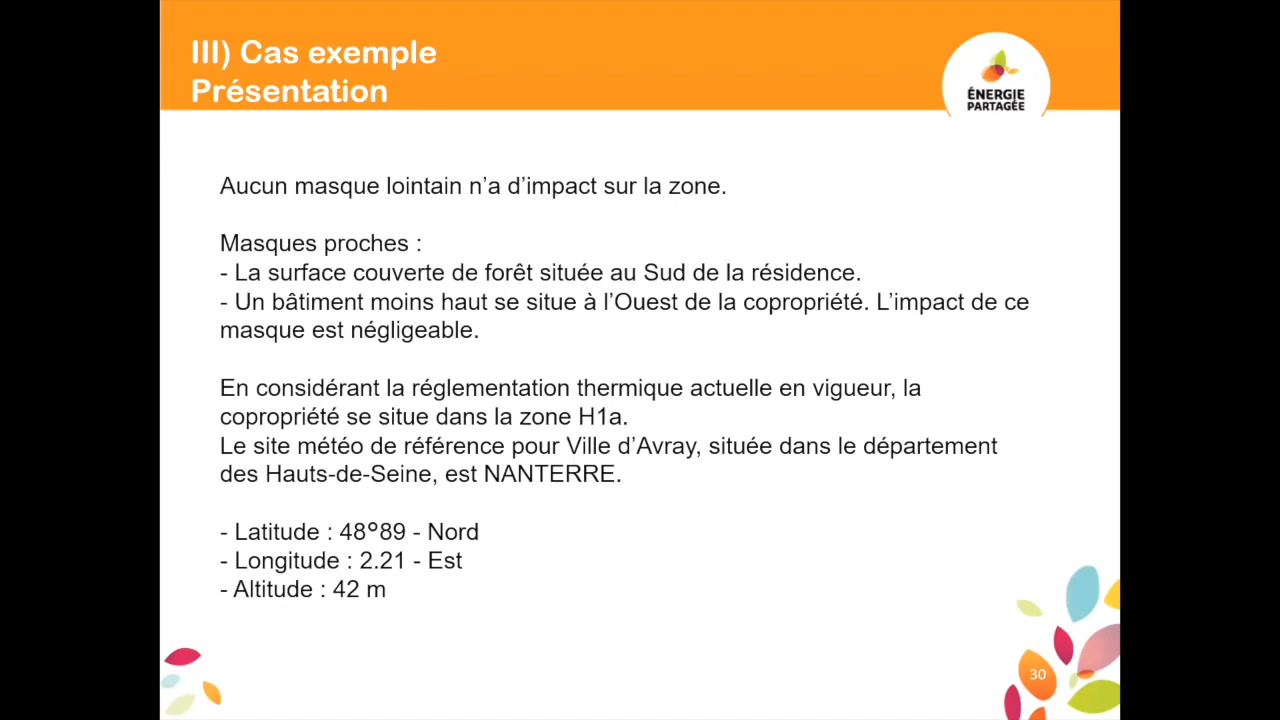 III) Cas exemple
Présentation
ÉNERGIE
PARTAGÉE
Aucun masque lointain n’a d’impact sur la zone.
Masques proches :
- La surface couverte de forêt située au Sud de la résidence.
- Un bâtiment moins haut se situe à l’Ouest de la copropriété. L’impact de ce
masque est négligeable.
En considérant la réglementation thermique actuelle en vigueur, la
copropriété se situe dans la zone H1a.
Le site météo de référence pour Ville d’Avray, située dans le département
des Hauts-de-Seine, est NANTERRE.
- Latitude : 48°89 - Nord
- Longitude : 2.21 - Est
- Altitude : 42 m
30